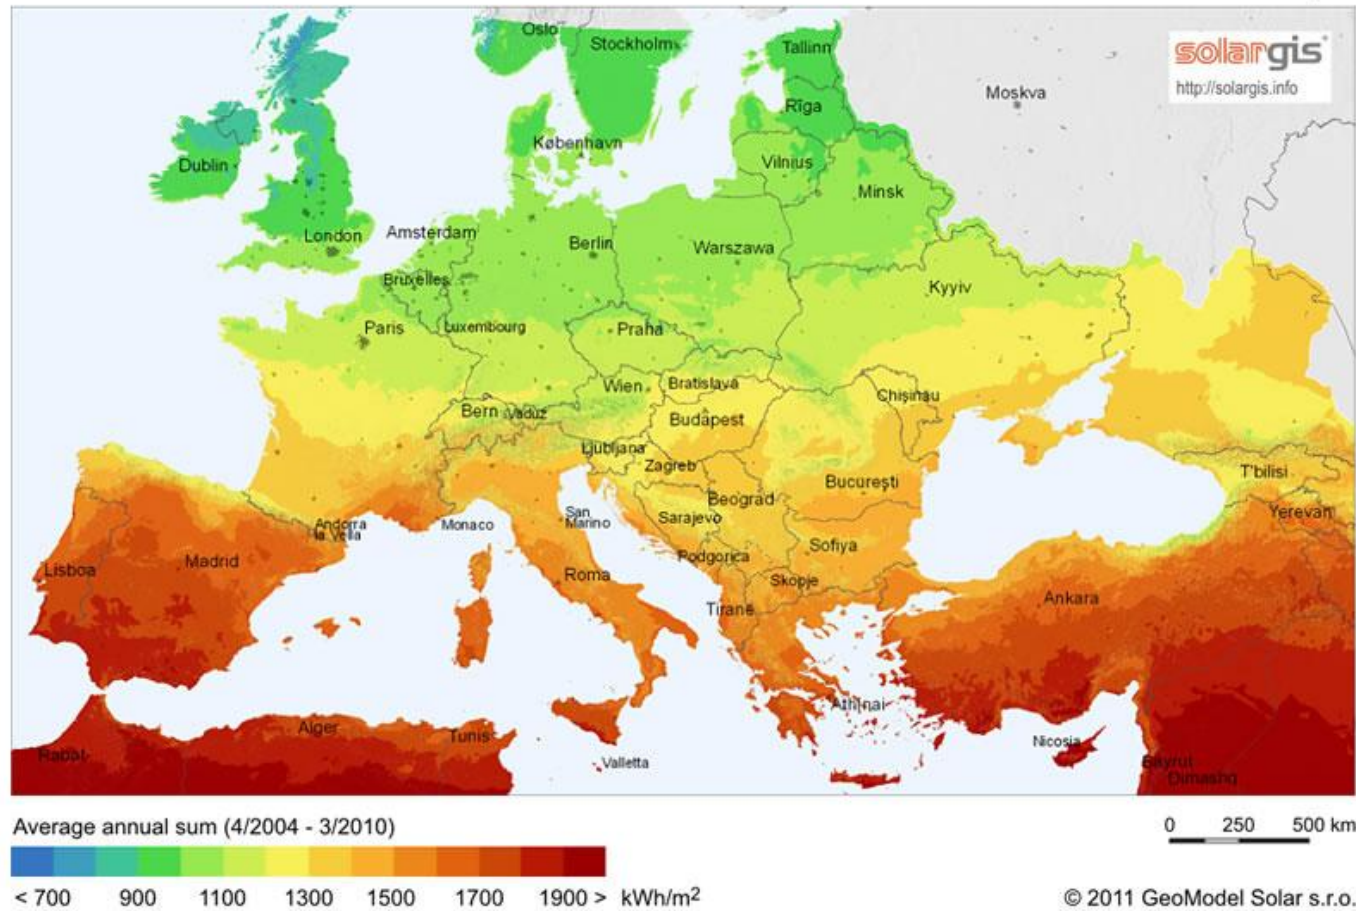 Oslo
Stockholm
Tallinn
solargis
http://solargis.info
Moskva
Rīga
København
Dublin
Vilnius
Minsk
London
Amsterdam
Berlin
Warszawa
Bruxelles
Kyyiv
Paris
Luxembourg
Praha
Wien
Bratislava
Chișinau
Bern
Vaduz
Budapest
Ljubljana
Zagreb
T'bilisi
București
Beograd
Yerevan
San
Marino
Sarajevo
Andorra
la Vella
Monaco
Sofiya
Podgorica
Madrid
Lisboa
Roma
Skopje
Ankara
Tiranë
Athínai
Alger
Tunis
Nicosia
Rabat
Valletta
Bayrut
Dimashq
Average annual sum (4/2004 - 3/2010)
0 250 500 km
< 700 900 1100 1300 1500 1700 1900 > kWh/m2
© 2011 GeoModel Solar s.r.o.